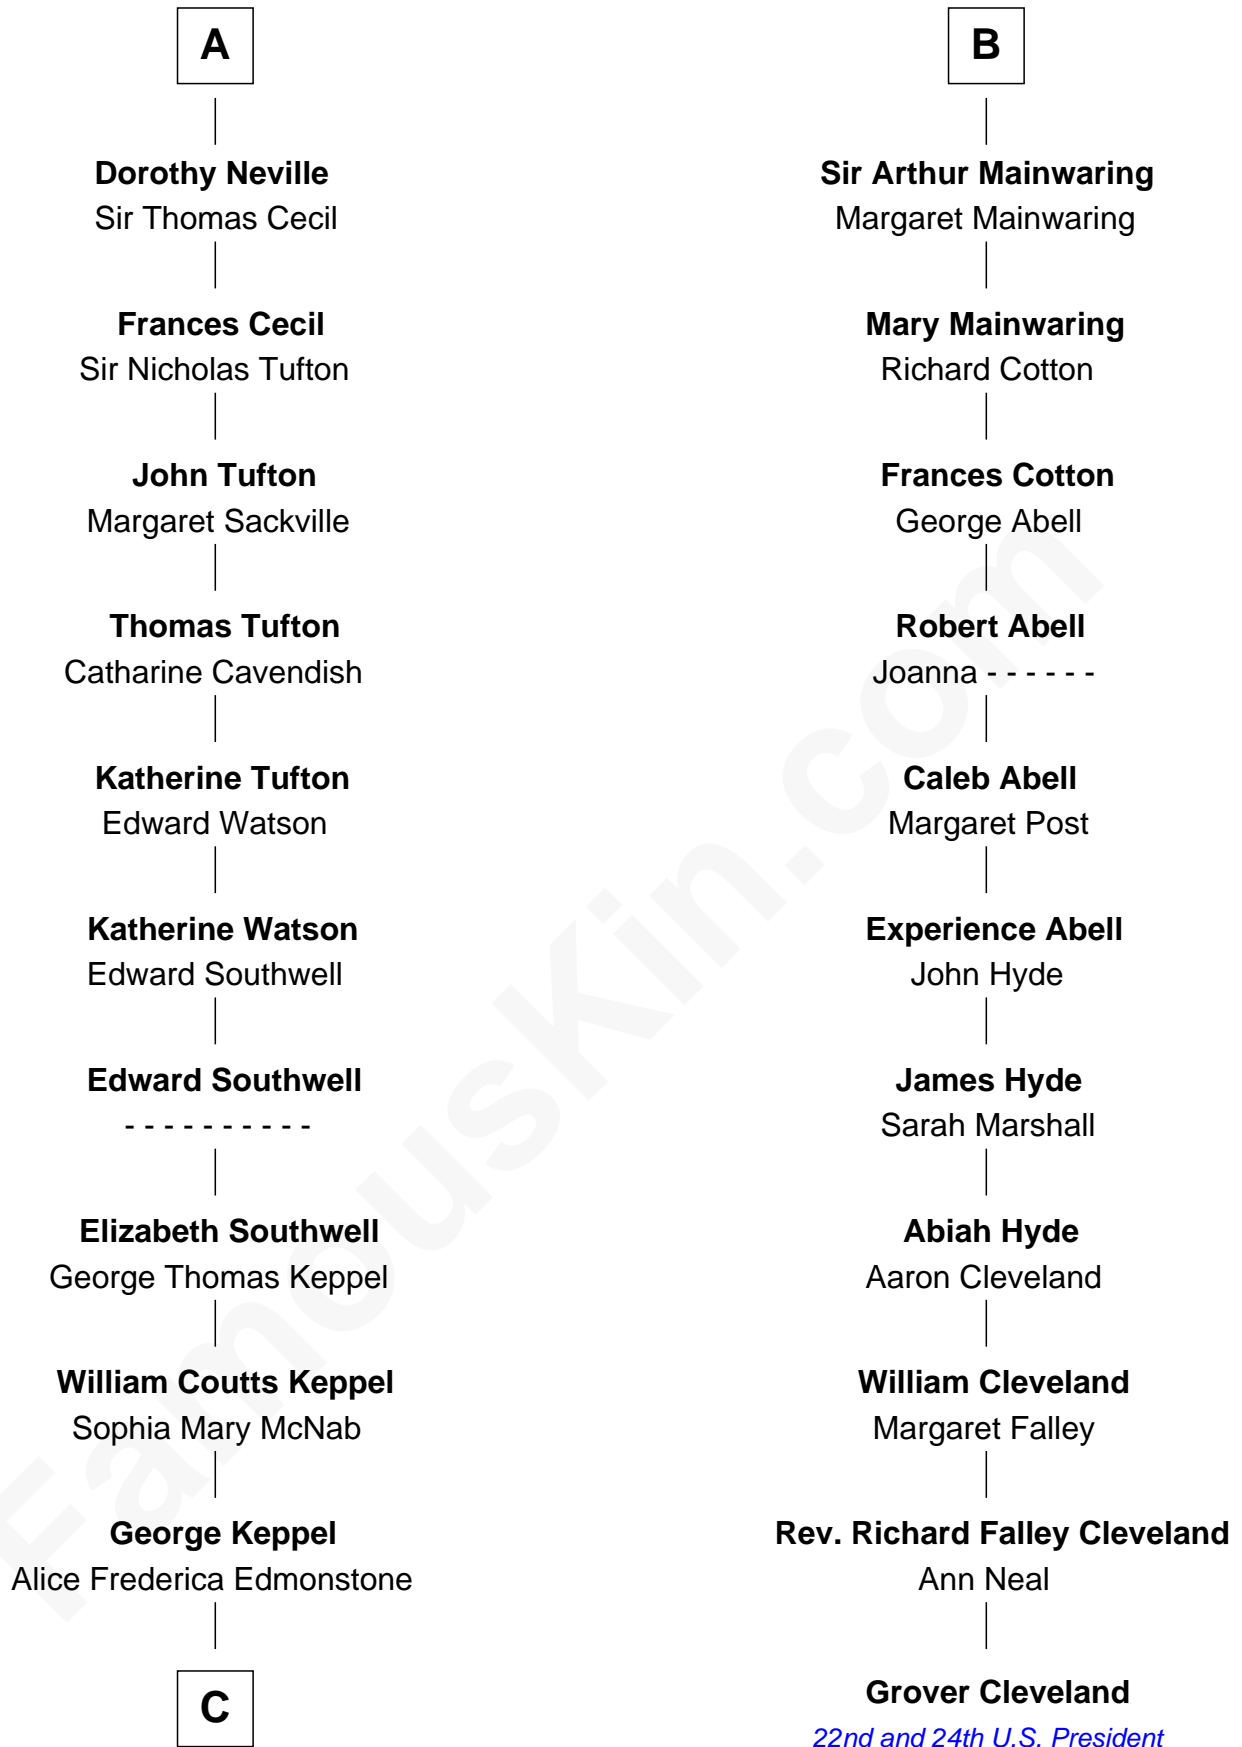 A
Dorothy Neville
Sir Thomas Cecil
Frances Cecil
Sir Nicholas Tufton
John Tufton
Margaret Sackville
Thomas Tufton
Catharine Cavendish
Katherine Tufton
Edward Watson
Katherine Watson
Edward Southwell
Edward Southwell
- - - - - - - - - -
Elizabeth Southwell
George Thomas Keppel
William Coutts Keppel
Sophia Mary McNab
George Keppel
Alice Frederica Edmonstone
C
B
Sir Arthur Mainwaring
Margaret Mainwaring
Mary Mainwaring
Richard Cotton
Frances Cotton
George Abell
Robert Abell
Joanna - - - - - -
Caleb Abell
Margaret Post
Experience Abell
John Hyde
James Hyde
Sarah Marshall
Abiah Hyde
Aaron Cleveland
William Cleveland
Margaret Falley
Rev. Richard Falley Cleveland
Ann Neal
Grover Cleveland
22nd and 24th U.S. President
FamousKin.com